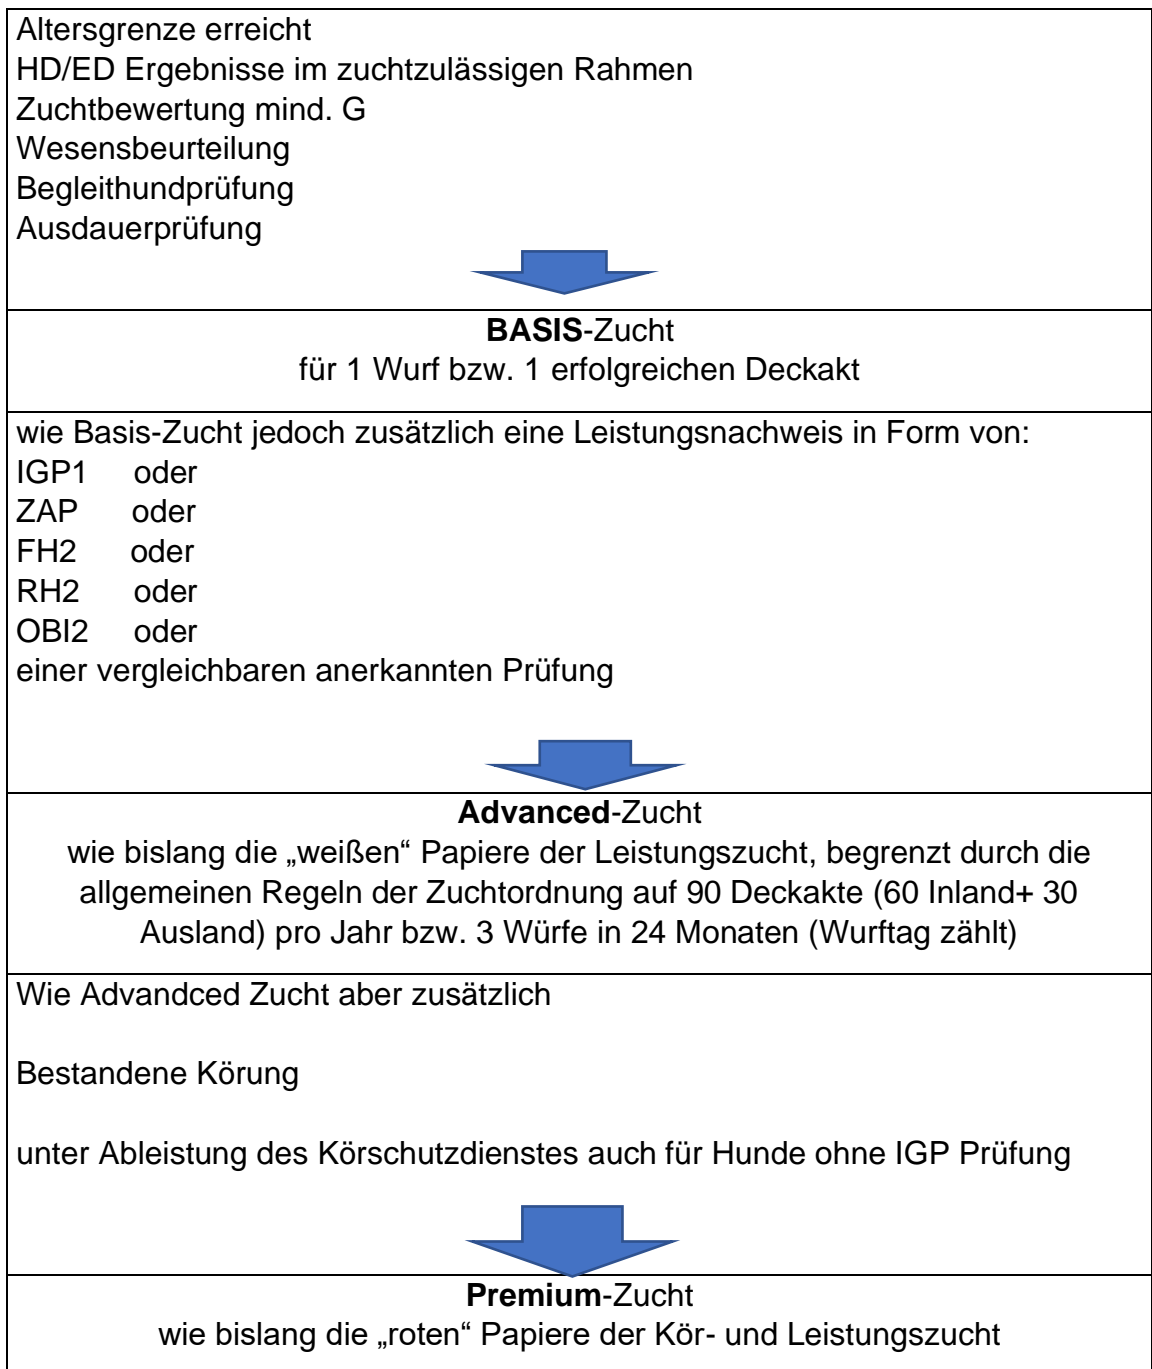 Altersgrenze erreicht
HD/ED Ergebnisse im zuchtzulässigen Rahmen
Zuchtbewertung mind. G
Wesensbeurteilung
Begleithundprüfung
Ausdauerprüfung
BASIS-Zucht
für 1 Wurf bzw. 1 erfolgreichen Deckakt
wie Basis-Zucht jedoch zusätzlich eine Leistungsnachweis in Form von:
IGP1 oder
ZAP oder
FH2 oder
RH2 oder
OBI2 oder
einer vergleichbaren anerkannten Prüfung
Advanced-Zucht
wie bislang die „weißen“ Papiere der Leistungszucht, begrenzt durch die
allgemeinen Regeln der Zuchtordnung auf 90 Deckakte (60 Inland+ 30
Ausland) pro Jahr bzw. 3 Würfe in 24 Monaten (Wurftag zählt)
Wie Advandced Zucht aber zusätzlich
Bestandene Körung
unter Ableistung des Körschutzdienstes auch für Hunde ohne IGP Prüfung
Premium-Zucht
wie bislang die „roten“ Papiere der Kör- und Leistungszucht